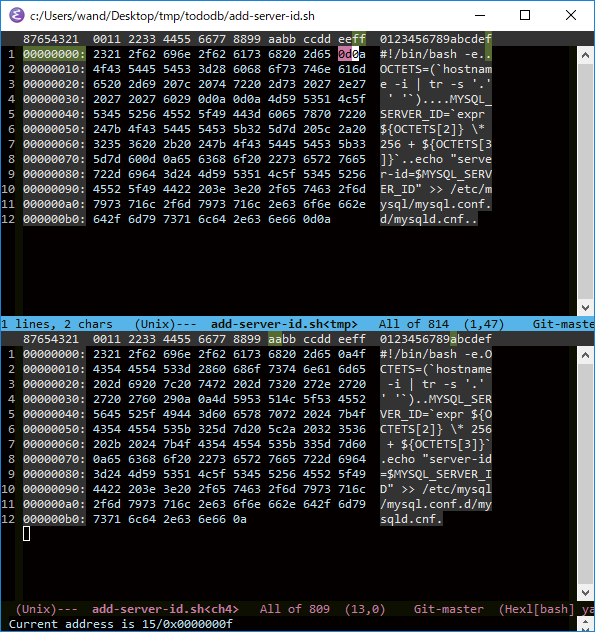 c:/Users/wand/Desktop/tmp/tododb/add-server-id.sh
87654321 0011 2233 4455 6677 8899 aabb ccdd eeff 0123456789abcdef
1 00000000: 2321 2f62 696e 2f62 6173 6820 2d65 0d0a #!/bin/bash -e..
2 00000010: 4f43 5445 5453 3d28 6068 6f73 746e 616d OCTETS=(`hostnam
3 00000020: 6520 2d69 207c 2074 7220 2d73 2027 2e27 e -i | tr -s '.'
4 00000030: 2027 2027 6029 0d0a 0d0a 4d59 5351 4c5f ' '`)....MYSQL_
5 00000040: 5345 5256 4552 5f49 443d 6065 7870 7220 SERVER_ID=`expr
6 00000050: 247b 4f43 5445 5453 5b32 5d7d 205c 2a20 ${OCTETS[2]} \*
7 00000060: 3235 3620 2b20 247b 4f43 5445 5453 5b33 256 + ${OCTETS[3
8 00000070: 5d7d 600d 0a65 6368 6f20 2273 6572 7665 ]}`..echo "serve
9 00000080: 722d 6964 3d24 4d59 5351 4c5f 5345 5256 r-id=$MYSQL_SERV
10 00000090: 4552 5f49 4422 203e 3e20 2f65 7463 2f6d ER_ID" >> /etc/m
11 000000a0: 7973 716c 2f6d 7973 716c 2e63 6f6e 662e ysql/mysql.conf.
12 000000b0: 642f 6d79 7371 6c64 2e63 6e66 0d0a d/mysqld.cnf..
1 lines, 2 chars (Unix)--- add-server-id.sh<tmp> All of 814 (1,47) Git-maste
87654321 0011 2233 4455 6677 8899 aabb ccdd eeff 0123456789abcdef
1 00000000: 2321 2f62 696e 2f62 6173 6820 2d65 0a4f #!/bin/bash -e.O
2 00000010: 4354 4554 533d 2860 686f 7374 6e61 6d65 CTETS=(`hostname
3 00000020: 202d 6920 7c20 7472 202d 7320 272e 2720 -i | tr -s '.'
4 00000030: 2720 2760 290a 0a4d 5953 514c 5f53 4552 ' '`)..MYSQL_SER
5 00000040: 5645 525f 4944 3d60 6578 7072 2024 7b4f VER_ID=`expr ${O
6 00000050: 4354 4554 535b 325d 7d20 5c2a 2032 3536 CTETS[2]} \* 256
7 00000060: 202b 2024 7b4f 4354 4554 535b 335d 7d60 + ${OCTETS[3]}`
8 00000070: 0a65 6368 6f20 2273 6572 7665 722d 6964 .echo "server-id
9 00000080: 3d24 4d59 5351 4c5f 5345 5256 4552 5f49 =$MYSQL_SERVER_I
10 00000090: 4422 203e 3e20 2f65 7463 2f6d 7973 716c D" >> /etc/mysql
11 000000a0: 2f6d 7973 716c 2e63 6f6e 662e 642f 6d79 /mysql.conf.d/my
12 000000b0: 7371 6c64 2e63 6e66 0a sqld.cnf.
(Unix)--- add-server-id.sh<ch4> All of 809 (13,0) Git-master (Hexl[bash] ya
Current address is 15/0x0000000f